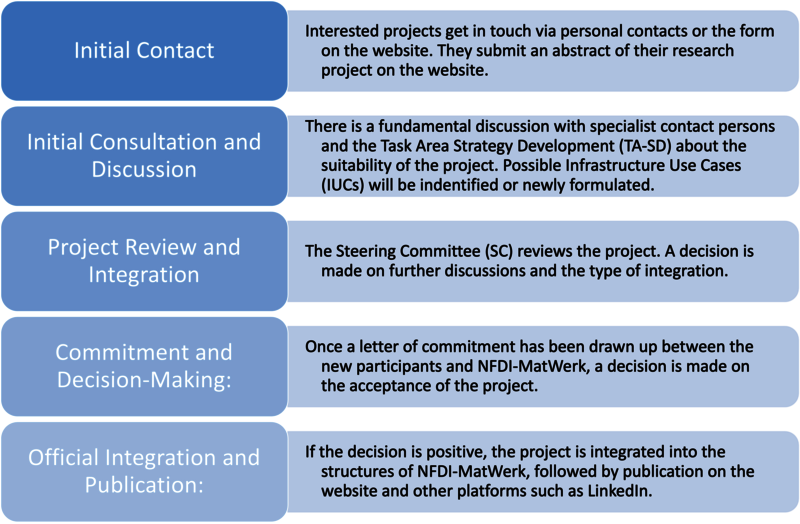 Initial Contact
Interested projects get in touch via personal contacts or the form
on the website. They submit an abstract of their research
project on the website.
Initial Consultation and
Discussion
There is a fundamental discussion with specialist contact persons
and the Task Area Strategy Development (TA-SD) about the
suitability of the project. Possible Infrastructure Use Cases
(IUCs) will be indentified or newly formulated.
Project Review and
Integration
The Steering Committee (SC) reviews the project. A decision is
made on further discussions and the type of integration.
Commitment and
Decision-Making:
Once a letter of commitment has been drawn up between the
new participants and NFDI-MatWerk, a decision is made on
the acceptance of the project.
Official Integration and
Publication:
If the decision is positive, the project is integrated into the
structures of NFDI-MatWerk, followed by publication on the
website and other platforms such as LinkedIn.